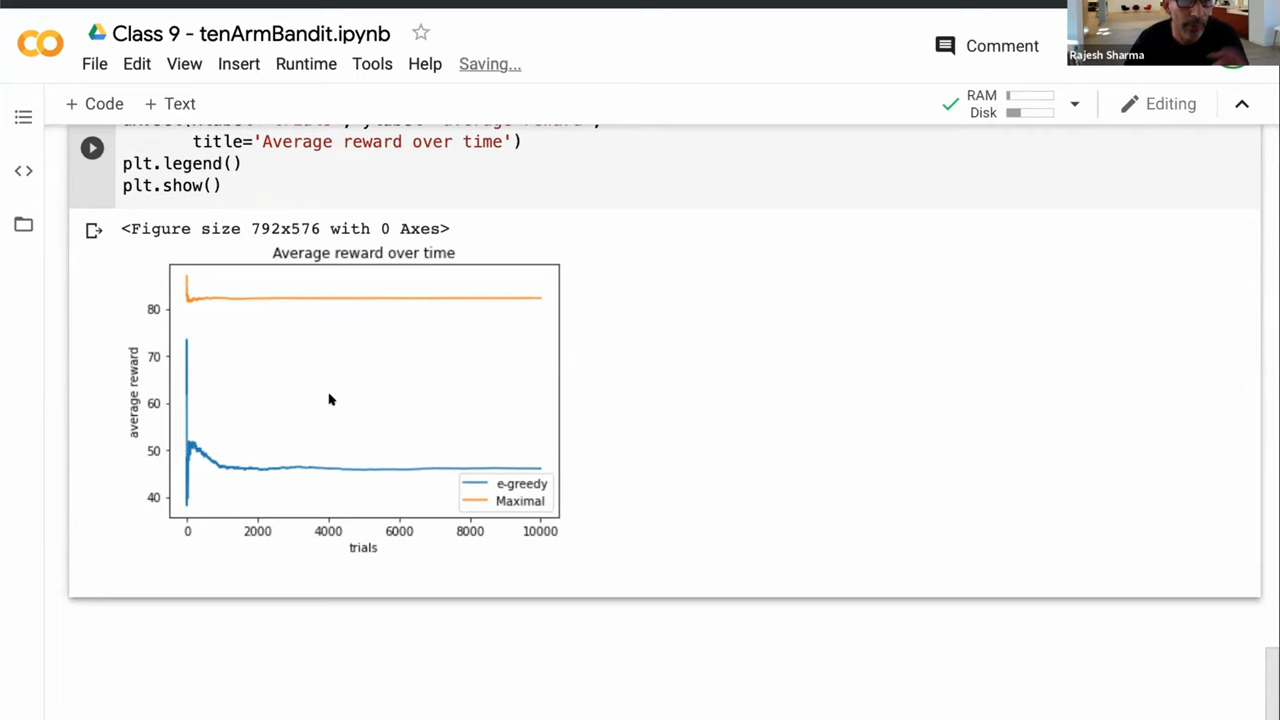 Class 9 - tenArmBandit.ipynb
Rajesh Sharma
Comment
File Edit View Insert Runtime Tools Help Saving...
+ Code + Text
RAM
Disk
Editing
title='Average reward over time')
plt.legend()
plt.show()
<Figure size 792x576 with 0 Axes>
Average reward over time
80
70
60
50
40
average reward
e-greedy
Maximal
0 2000 4000 6000 8000 10000
trials